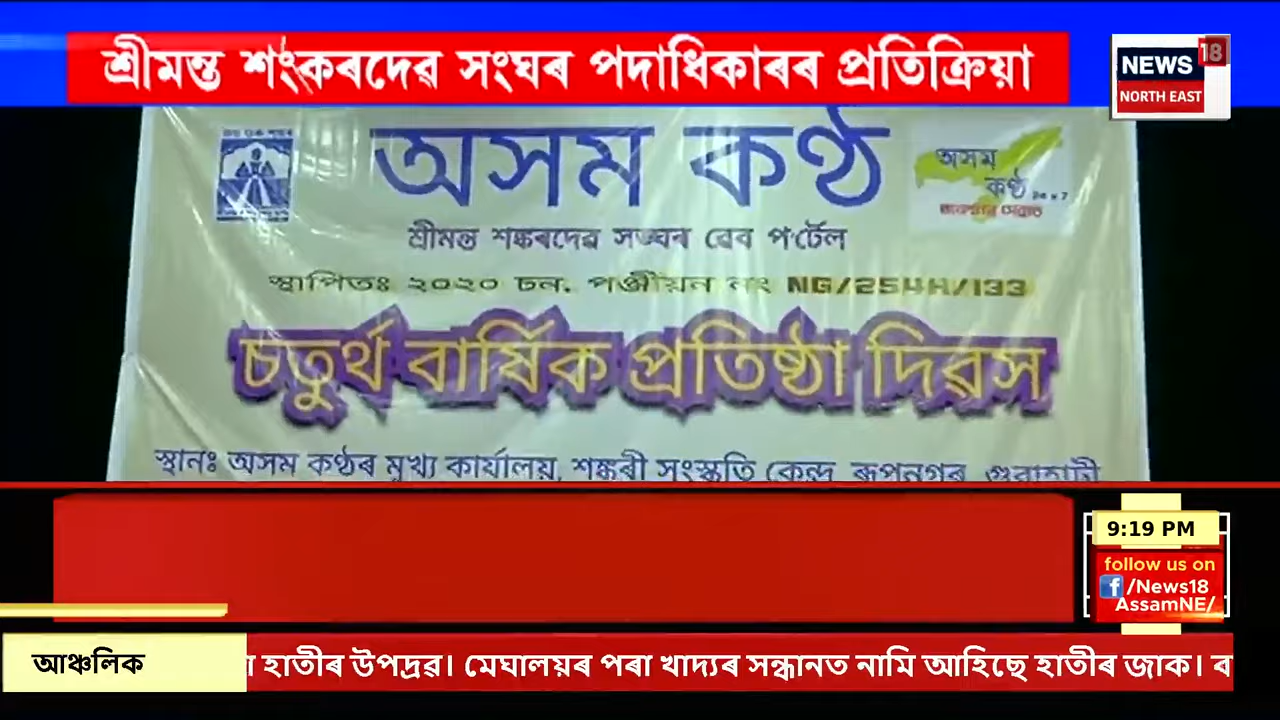 শ্ৰীমন্ত শংকৰদেৱ সংঘৰ পদাধিকাৰৰ প্ৰতিক্ৰিয়া
NEWS 18
NORTH EAST
অসম কণ্ঠ
অসম
কণ্ঠ 24 x 7
শ্ৰীমন্ত শঙ্কৰদেৱ সঙ্ঘৰ ৱেব প'ৰ্টেল
স্থাপিতঃ ২০২০ চন. পঞ্জীয়ন নং NG/254H/133
চতুৰ্থ বাৰ্ষিক প্ৰতিষ্ঠা দিৱস
স্থানঃ অসম কণ্ঠৰ মুখ্য কাৰ্যালয়, শঙ্কৰী সংস্কৃতি কেন্দ্ৰ, ৰূপনগৰ, গুৱাহাটী
9:19 PM
follow us on
f/News18
AssamNE/
আঞ্চলিক
হাতীৰ উপদ্ৰৱ। মেঘালয়ৰ পৰা খাদ্যৰ সন্ধানত নামি আহিছে হাতীৰ জাক। ব